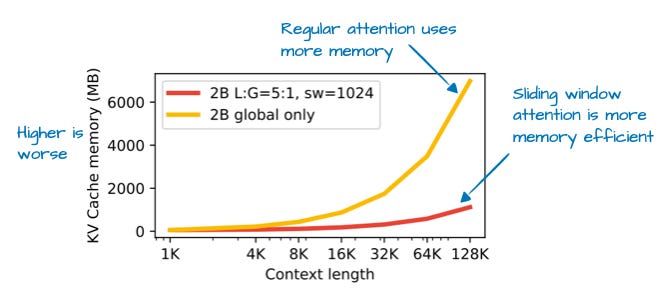 Regular attention uses
more memory
2B L:G=5:1, sw=1024
2B global only
Sliding window
attention is more
memory efficient
Higher is
worse
KV Cache memory (MB)
6000
4000
2000
0
1K 4K 8K 16K 32K 64K 128K
Context length